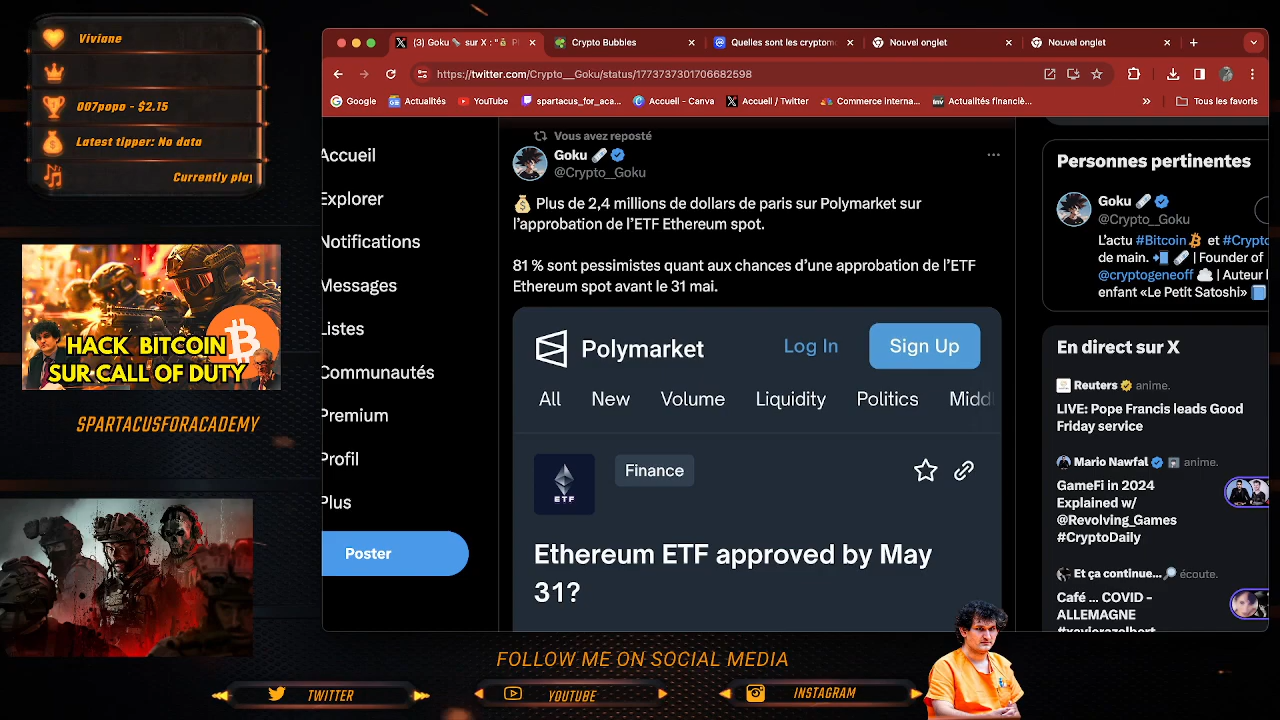 Viviane
007popo - $2.15
Latest tipper: No data
Currently play
HACK BITCOIN
SUR CALL OF DUTY
SPARTACUSFORACADEMY
(3) Goku sur X : "
Crypto Bubbles
Quelles sont les cryptom
Nouvel onglet
Nouvel onglet
https://twitter.com/Crypto__Goku/status/1773737301706682598
Google
Actualités
YouTube
spartacus_for_aca...
Accueil - Canva
Accueil / Twitter
Commerce interna...
Actualités financiè...
Tous les favoris
Accueil
Explorer
Notifications
Messages
Listes
Communautés
Premium
Profil
Plus
Poster
Vous avez reposté
Goku
@Crypto__Goku
Plus de 2,4 millions de dollars de paris sur Polymarket sur
l'approbation de l'ETF Ethereum spot.
81 % sont pessimistes quant aux chances d'une approbation de l'ETF
Ethereum spot avant le 31 mai.
Polymarket
Log In
Sign Up
All New Volume Liquidity Politics Midd
ETF
Finance
Ethereum ETF approved by May
31?
Personnes pertinentes
Goku
@Crypto__Goku
L'actu #Bitcoin et #Crypto
de main. | Founder of
@cryptogeneoff | Auteur l
enfant «Le Petit Satoshi»
En direct sur X
Reuters anime.
LIVE: Pope Francis leads Good
Friday service
Mario Nawfal anime.
GameFi in 2024
Explained w/
@Revolving_Games
#CryptoDaily
Et ça continue... écoute.
Café ... COVID -
ALLEMAGNE
#xavierazalbert
FOLLOW ME ON SOCIAL MEDIA
TWITTER
YOUTUBE
INSTAGRAM